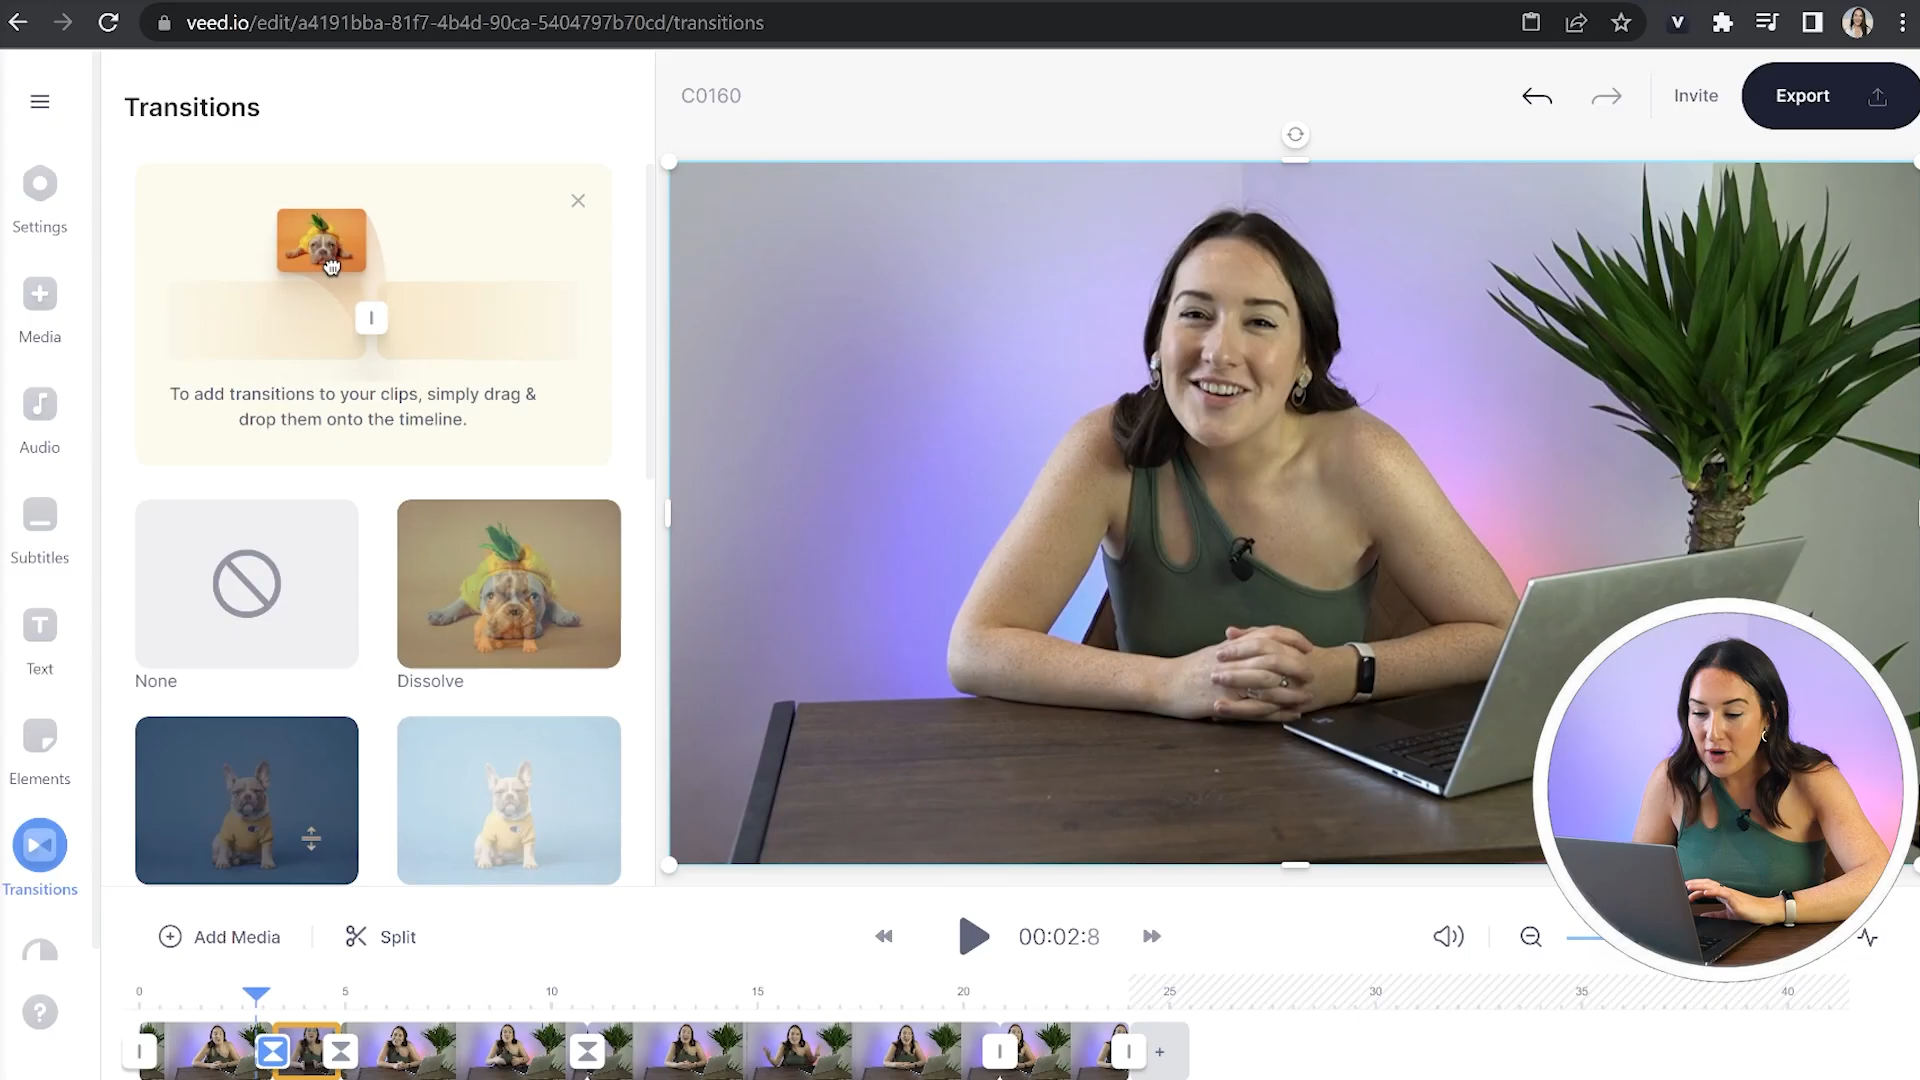 veed.io/edit/a4191bba-81f7-4b4d-90ca-5404797b70cd/transitions
V
Transitions
C0160
Invite
Export
Settings
Media
Audio
Subtitles
Text
Elements
Transitions
To add transitions to your clips, simply drag &
drop them onto the timeline.
None
Dissolve
Add Media
Split
00:02:8
0
5
10
15
20
25
30
35
40